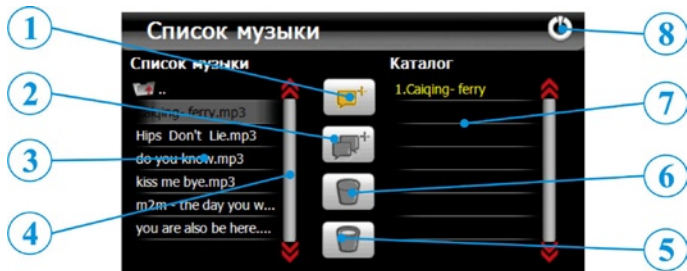 Список музыки
Список музыки
Каталог
..
Caiqing- ferry.mp3
Hips Don't Lie.mp3
do you know.mp3
kiss me bye.mp3
m2m - the day you w...
you are also be here....
1.Caiqing- ferry
1
2
3
4
8
7
6
5